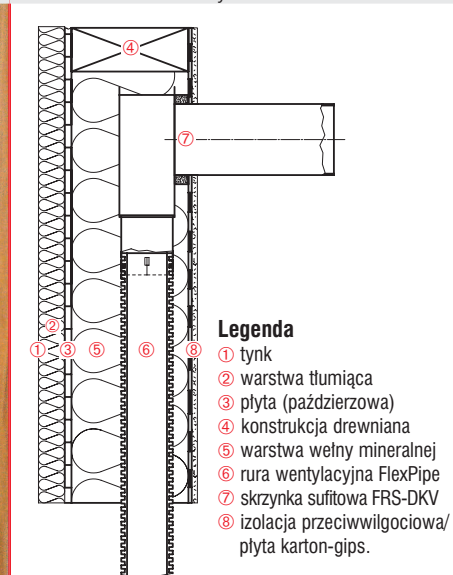 ④
⑦
②
① ③ ⑤ ⑥ ⑧
Legenda
① tynk
② warstwa tłumiąca
③ płyta (paździerzowa)
④ konstrukcja drewniana
⑤ warstwa wełny mineralnej
⑥ rura wentylacyjna FlexPipe
⑦ skrzynka sufitowa FRS-DKV
⑧ izolacja przeciwwilgociowa/
płyta karton-gips.